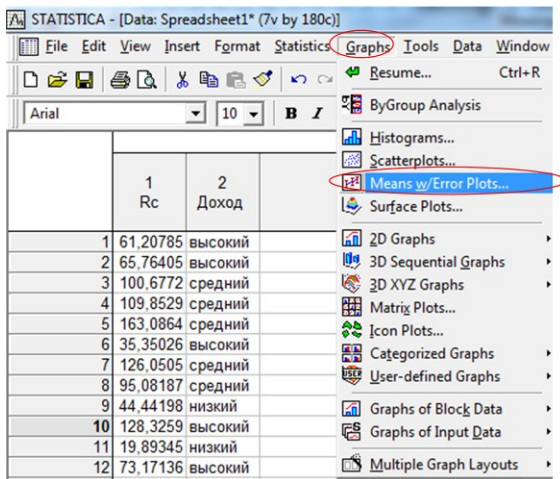 STATISTICA - [Data: Spreadsheet1* (7v by 180c)]
File Edit View Insert Format Statistics Graphs Tools Data Window
Arial 10 B I
Resume... Ctrl+R
ByGroup Analysis
Histograms...
Scatterplots...
Means w/Error Plots...
Surface Plots...
2D Graphs
3D Sequential Graphs
3D XYZ Graphs
Matrix Plots...
Icon Plots...
Categorized Graphs
User-defined Graphs
Graphs of Block Data
Graphs of Input Data
Multiple Graph Layouts
1 2
Rc Доход
1 61,20785 высокий
2 65,76405 высокий
3 100,6772 средний
4 109,8529 средний
5 163,0864 средний
6 35,35026 высокий
7 126,0505 средний
8 95,08187 средний
9 44,44198 низкий
10 128,3259 высокий
11 19,89345 низкий
12 73,17136 высокий